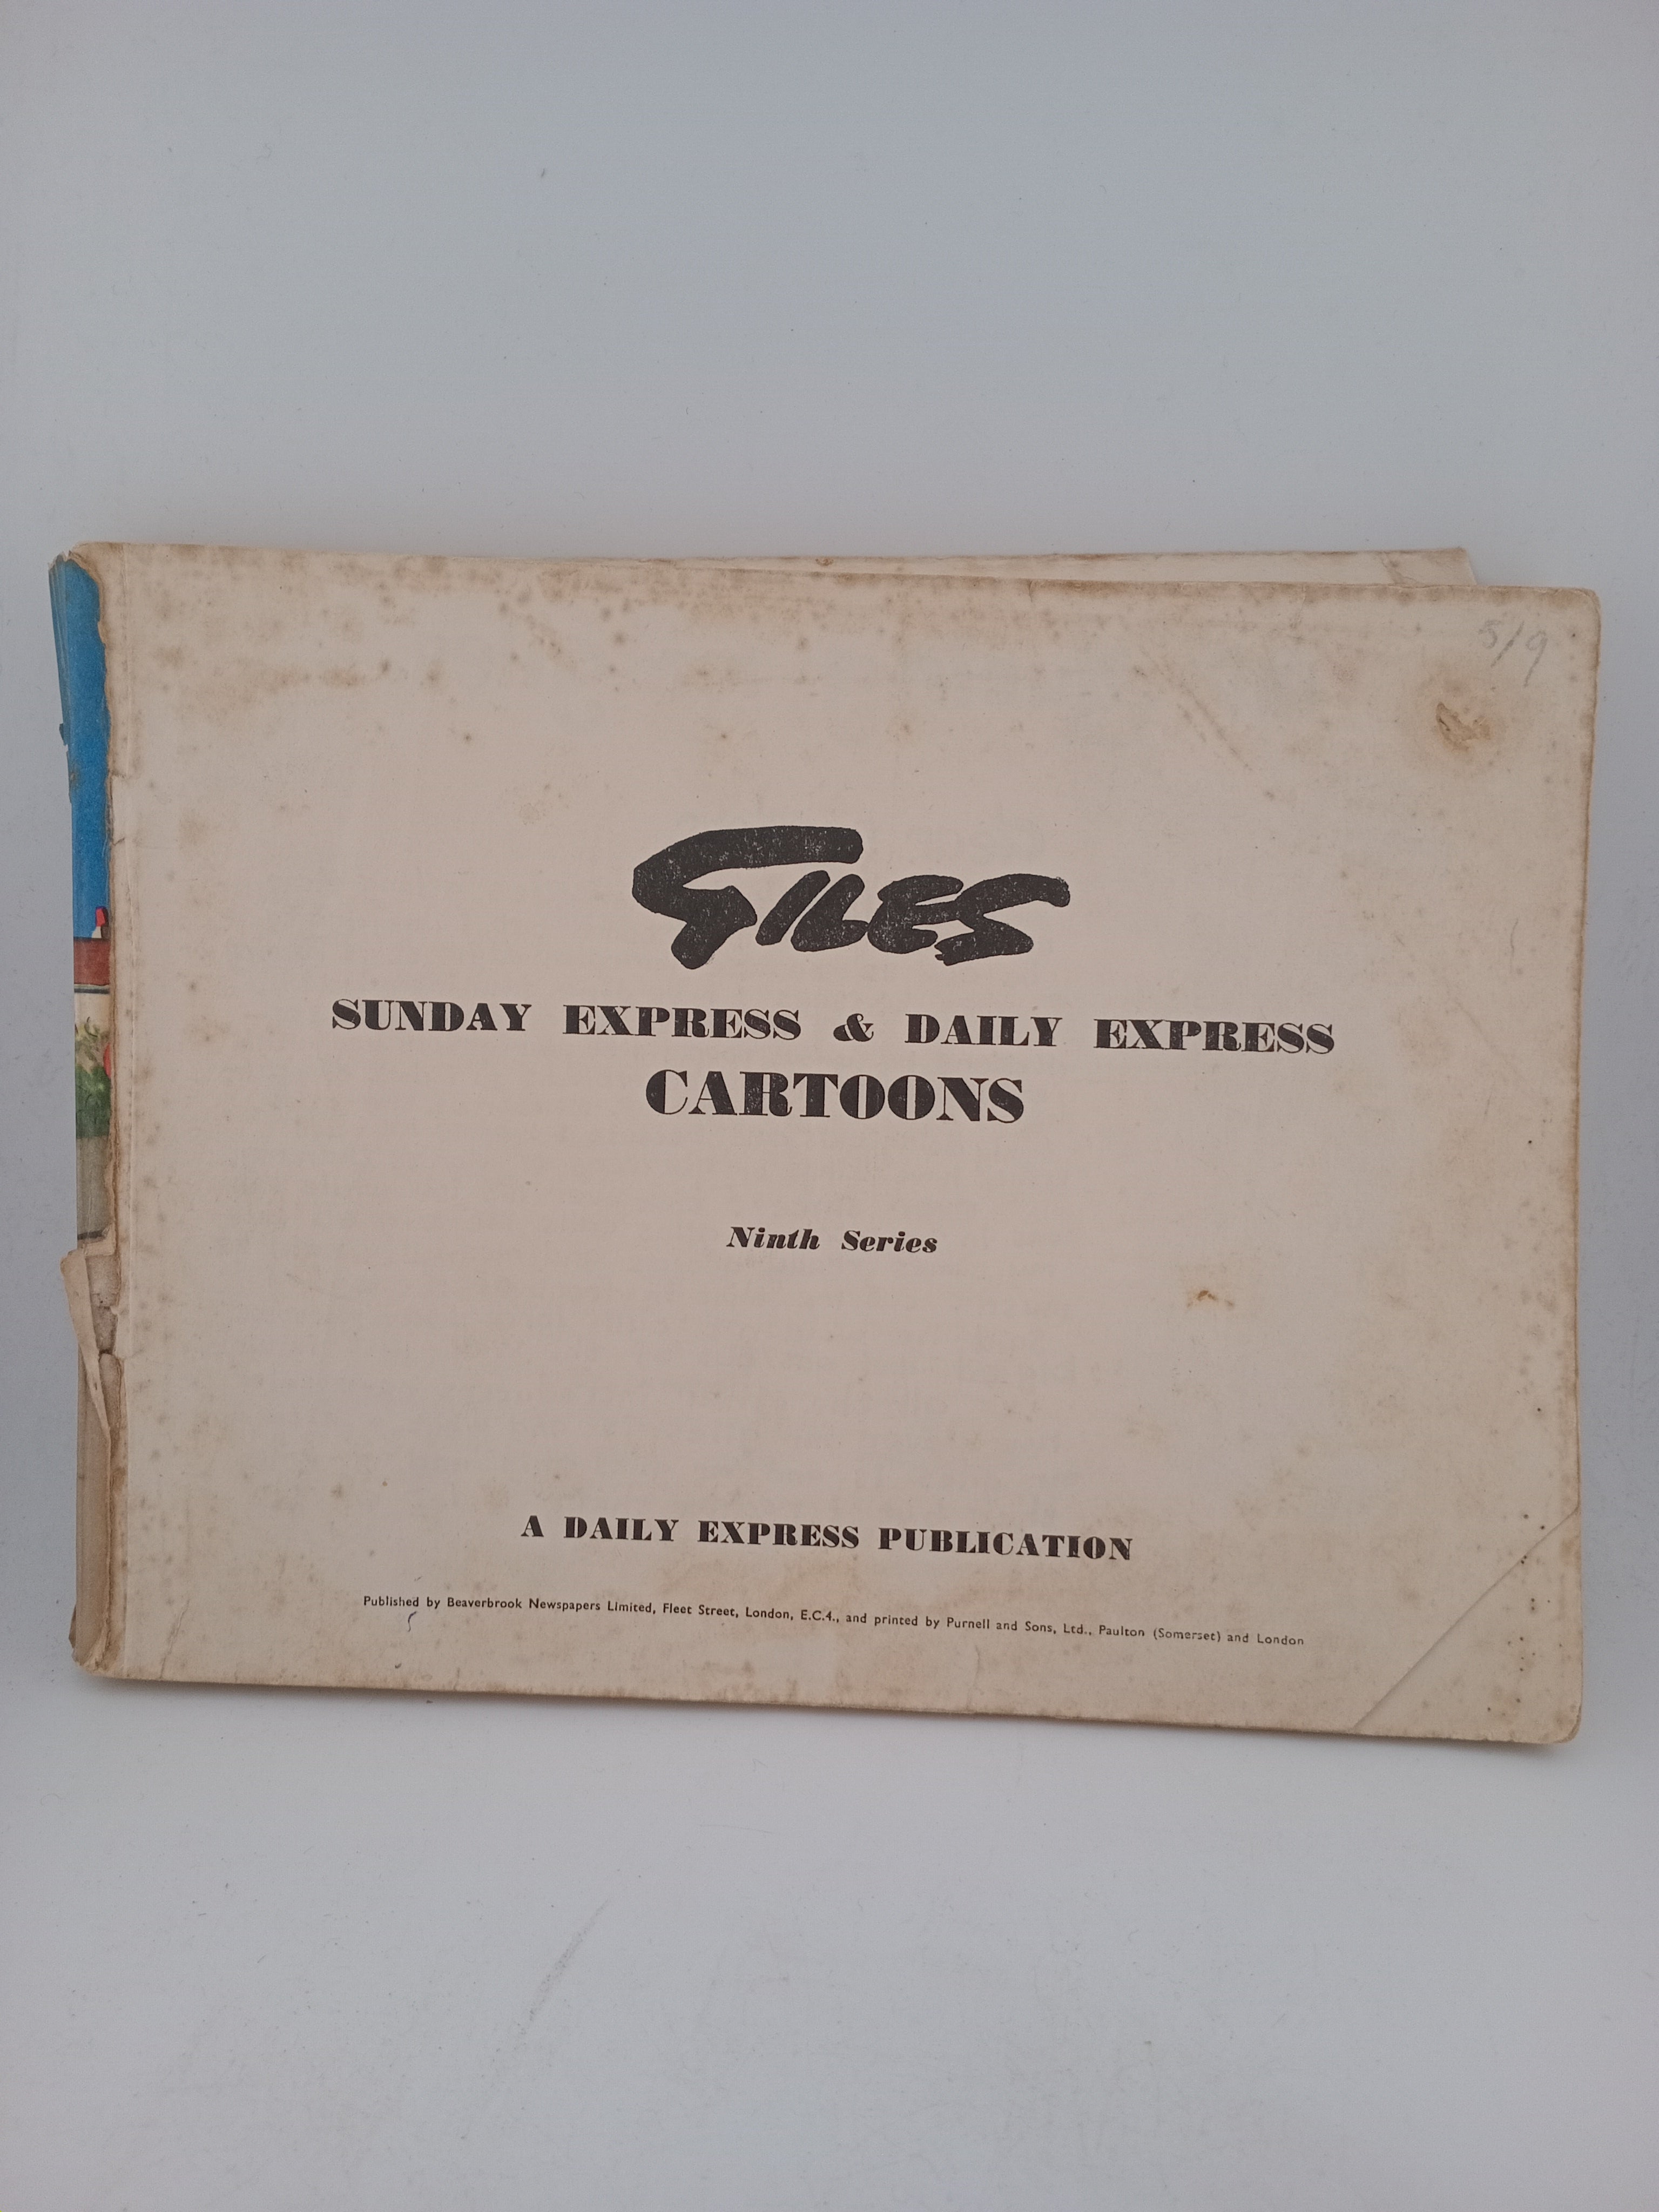 5/9
GILES
SUNDAY EXPRESS & DAILY EXPRESS
CARTOONS
Ninth Series
A DAILY EXPRESS PUBLICATION
Published by Beaverbrook Newspapers Limited, Fleet Street, London, E.C.4., and printed by Purnell and Sons, Ltd., Paulton (Somerset) and London